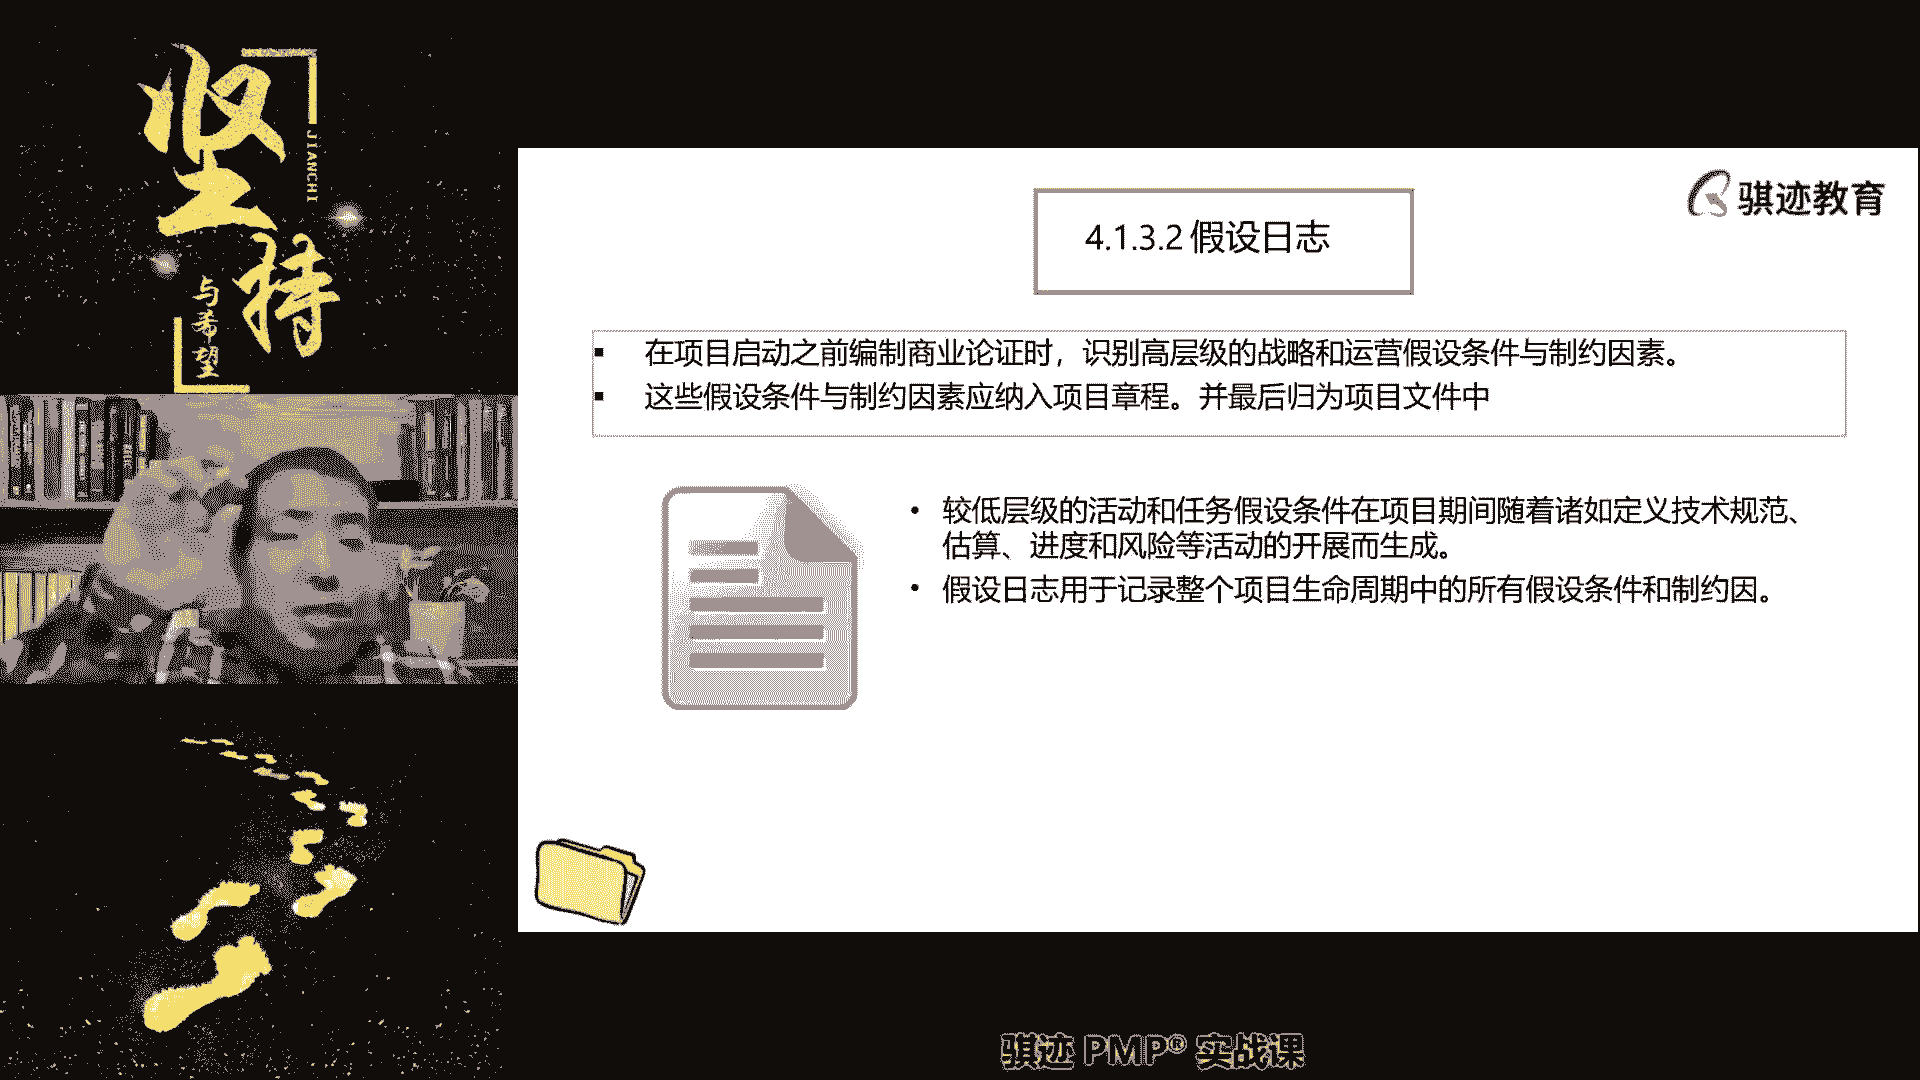 坚持
JIANCHI
与希望
骐迹教育
4.1.3.2 假设日志
▪ 在项目启动之前编制商业论证时，识别高层级的战略和运营假设条件与制约因素。
▪ 这些假设条件与制约因素应纳入项目章程。并最后归为项目文件中
• 较低层级的活动和任务假设条件在项目期间随着诸如定义技术规范、
估算、进度和风险等活动的开展而生成。
• 假设日志用于记录整个项目生命周期中的所有假设条件和制约因。
骐迹 PMP® 实战课